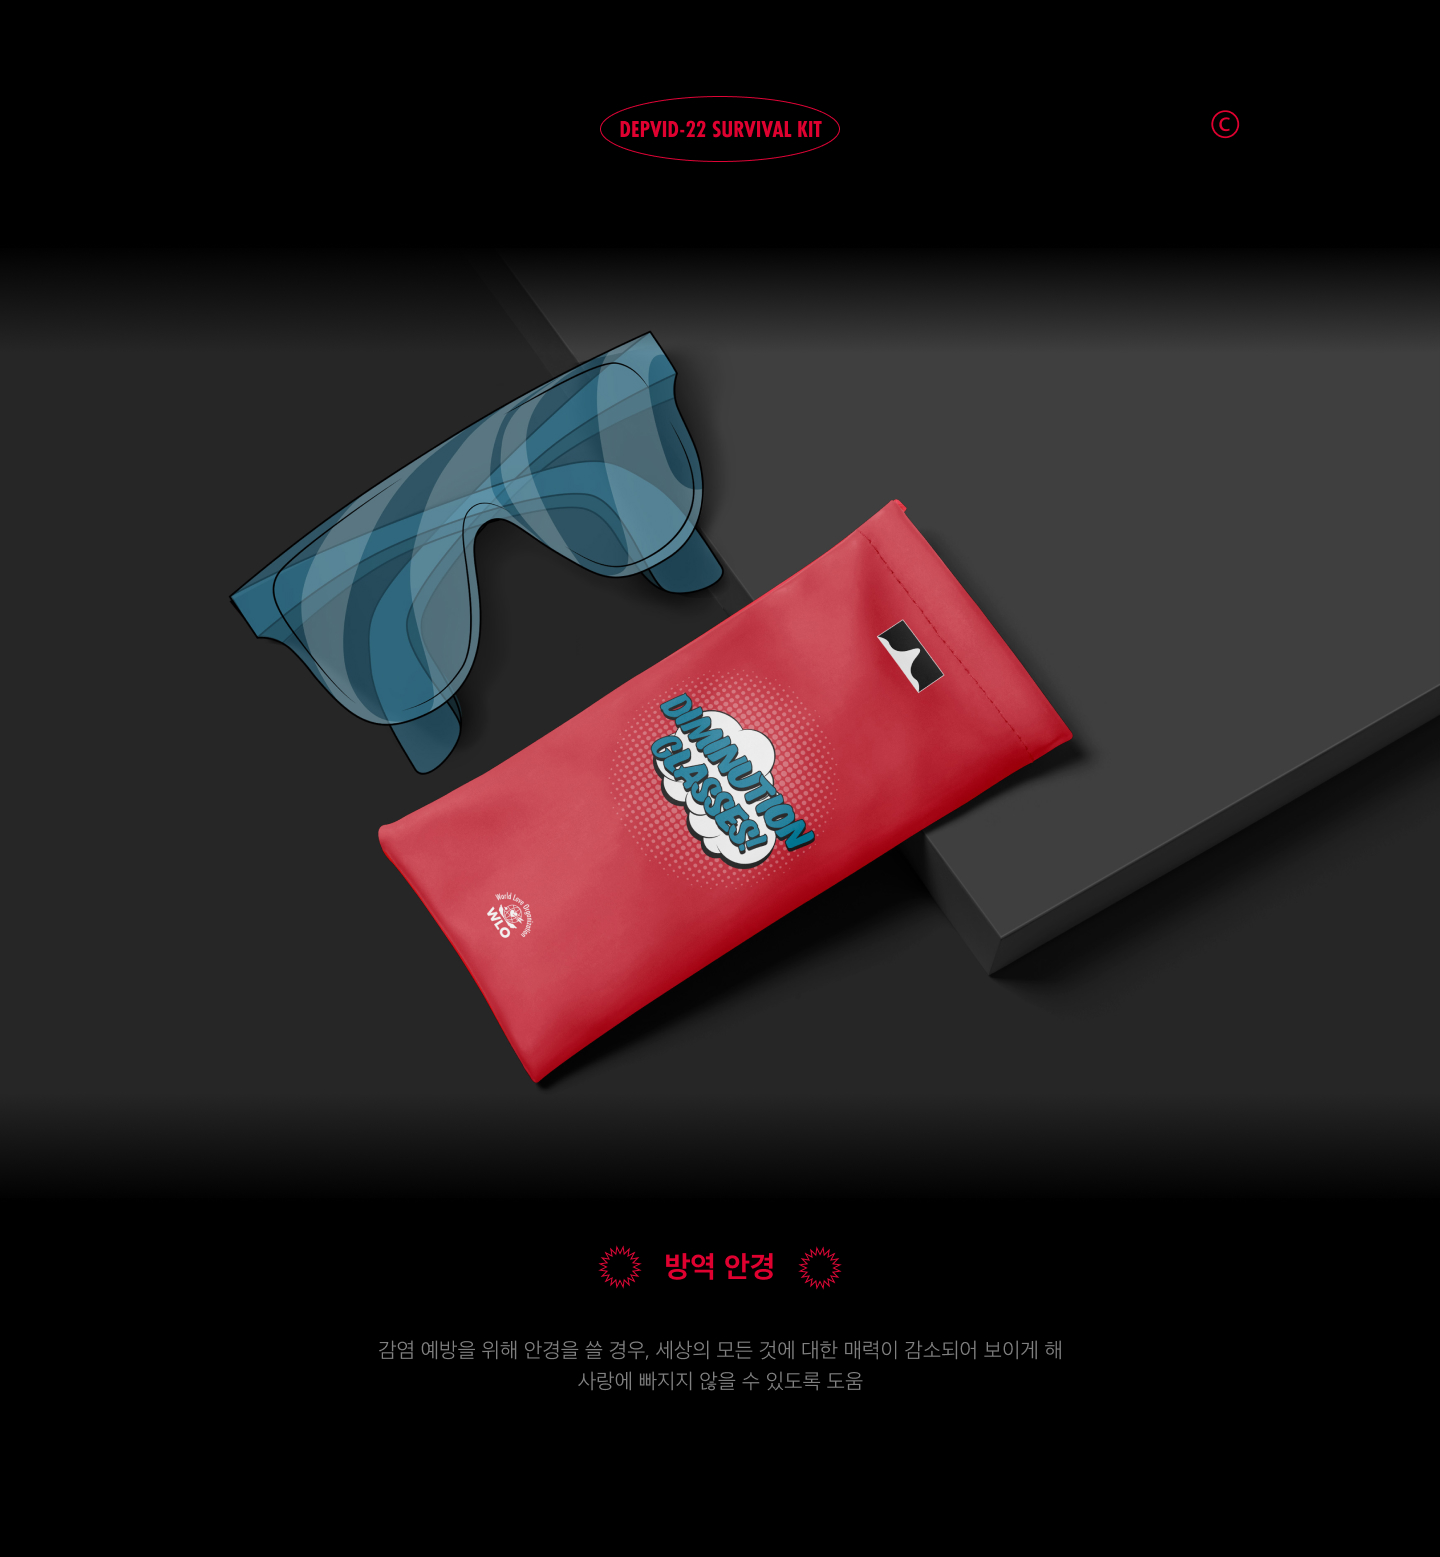 DEPVID-22 SURVIVAL KIT
©
DIMINUTION
GLASSES!
World Love Organization
WLO
방역 안경
감염 예방을 위해 안경을 쓸 경우, 세상의 모든 것에 대한 매력이 감소되어 보이게 해
사랑에 빠지지 않을 수 있도록 도움